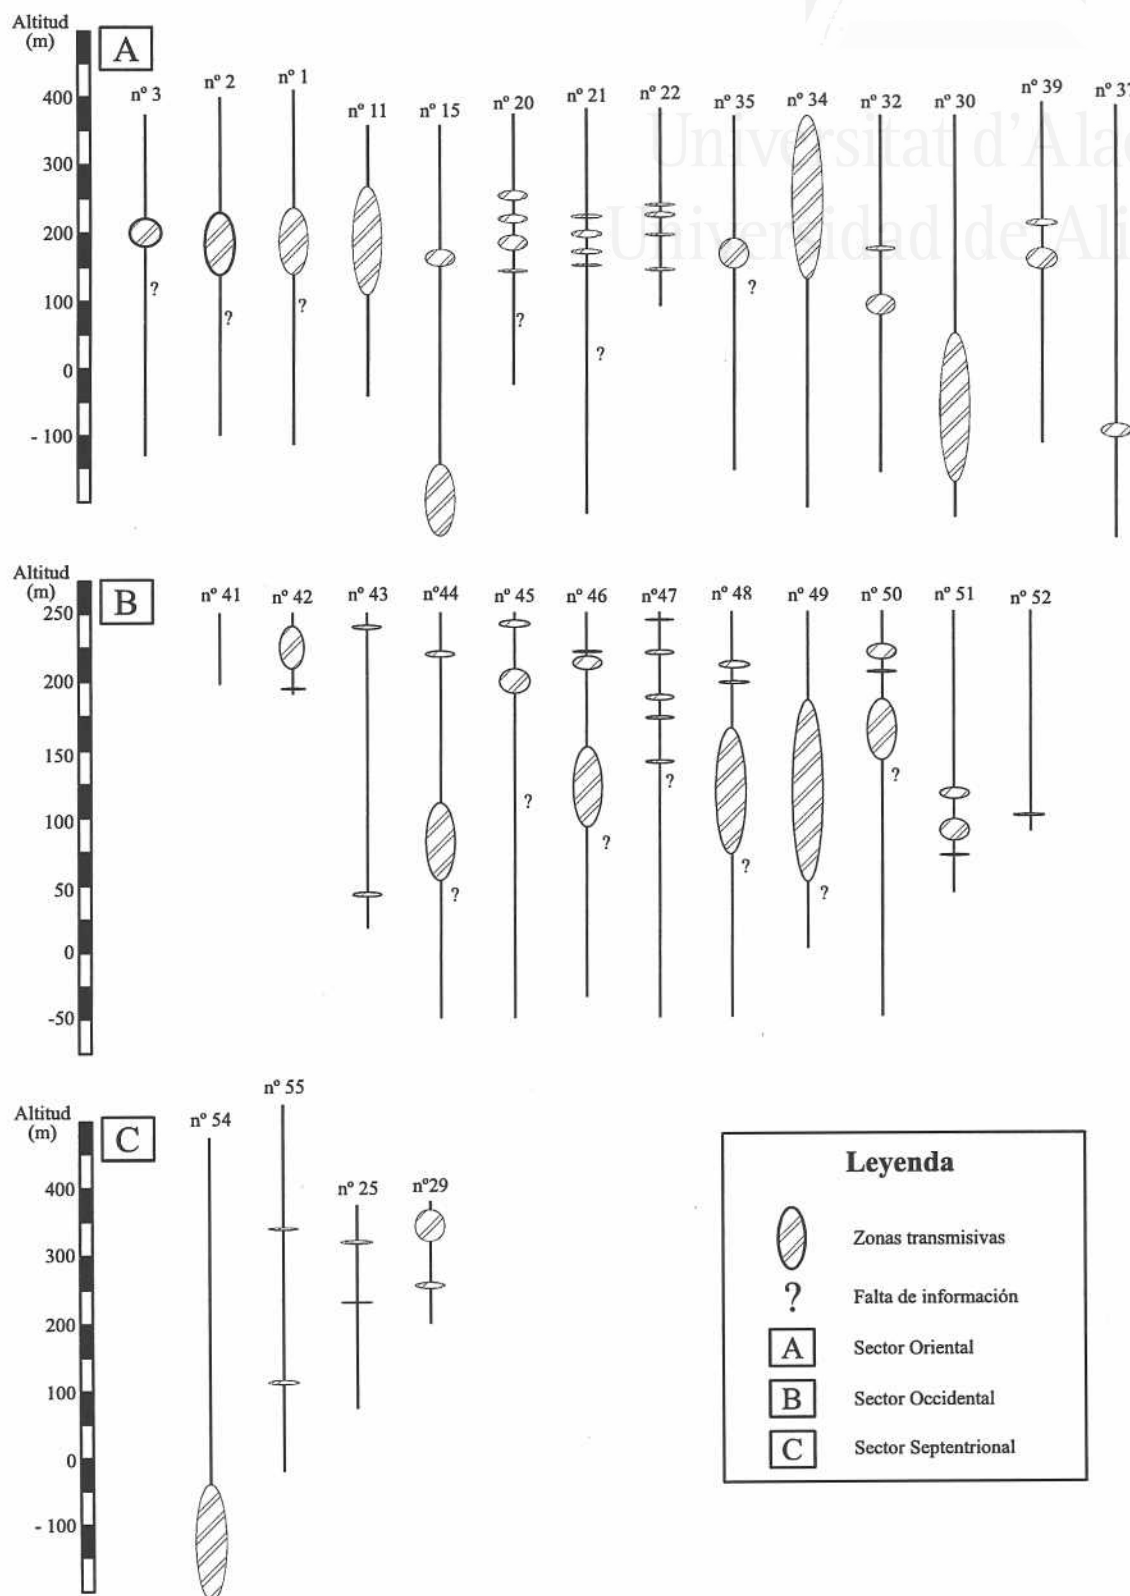 Altitud
(m)
A
nº 3
nº 2
nº 1
nº 11
nº 15
nº 20
nº 21
nº 22
nº 35
nº 34
nº 32
nº 30
nº 39
nº 37
400
300
200
100
0
- 100
?
?
?
?
?
?
Universitat d'Alac
Universidad de Ali
Altitud
(m)
B
nº 41
nº 42
nº 43
nº44
nº 45
nº 46
nº47
nº 48
nº 49
nº 50
nº 51
nº 52
250
200
150
100
50
0
-50
?
?
?
?
?
?
?
Altitud
(m)
C
nº 54
nº 55
nº 25
nº29
400
300
200
100
0
- 100
Leyenda
Zonas transmisivas
? Falta de información
A Sector Oriental
B Sector Occidental
C Sector Septentrional